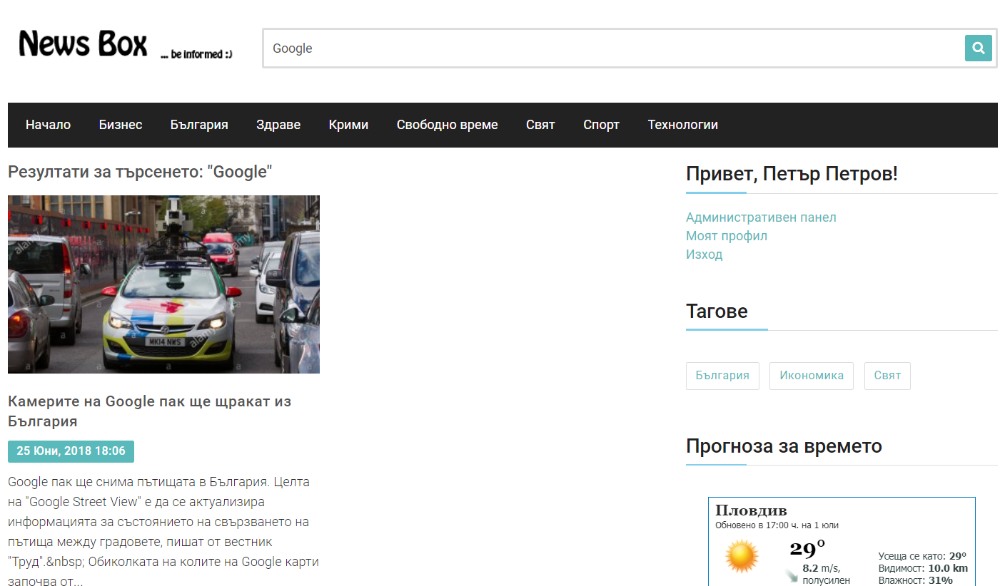 News Box ... be informed :)
Google
Начало Бизнес България Здраве Крими Свободно време Свят Спорт Технологии
Резултати за търсенето: "Google"
alamy
a
MK14 NWS
Камерите на Google пак ще щракат из
България
25 Юни, 2018 18:06
Google пак ще снима пътищата в България. Целта
на "Google Street View" е да се актуализира
информацията за състоянието на свързването на
пътища между градовете, пишат от вестник
"Труд".&nbsp; Обиколката на колите на Google карти
започва от...
Привет, Петър Петров!
Административен панел
Моят профил
Изход
Тагове
България Икономика Свят
Прогноза за времето
Пловдив
Обновено в 17:00 ч. на 1 юли
29°
8.2 m/s,
полусилен
Усеща се като: 29°
Видимост: 10.0 km
Влажност: 31%